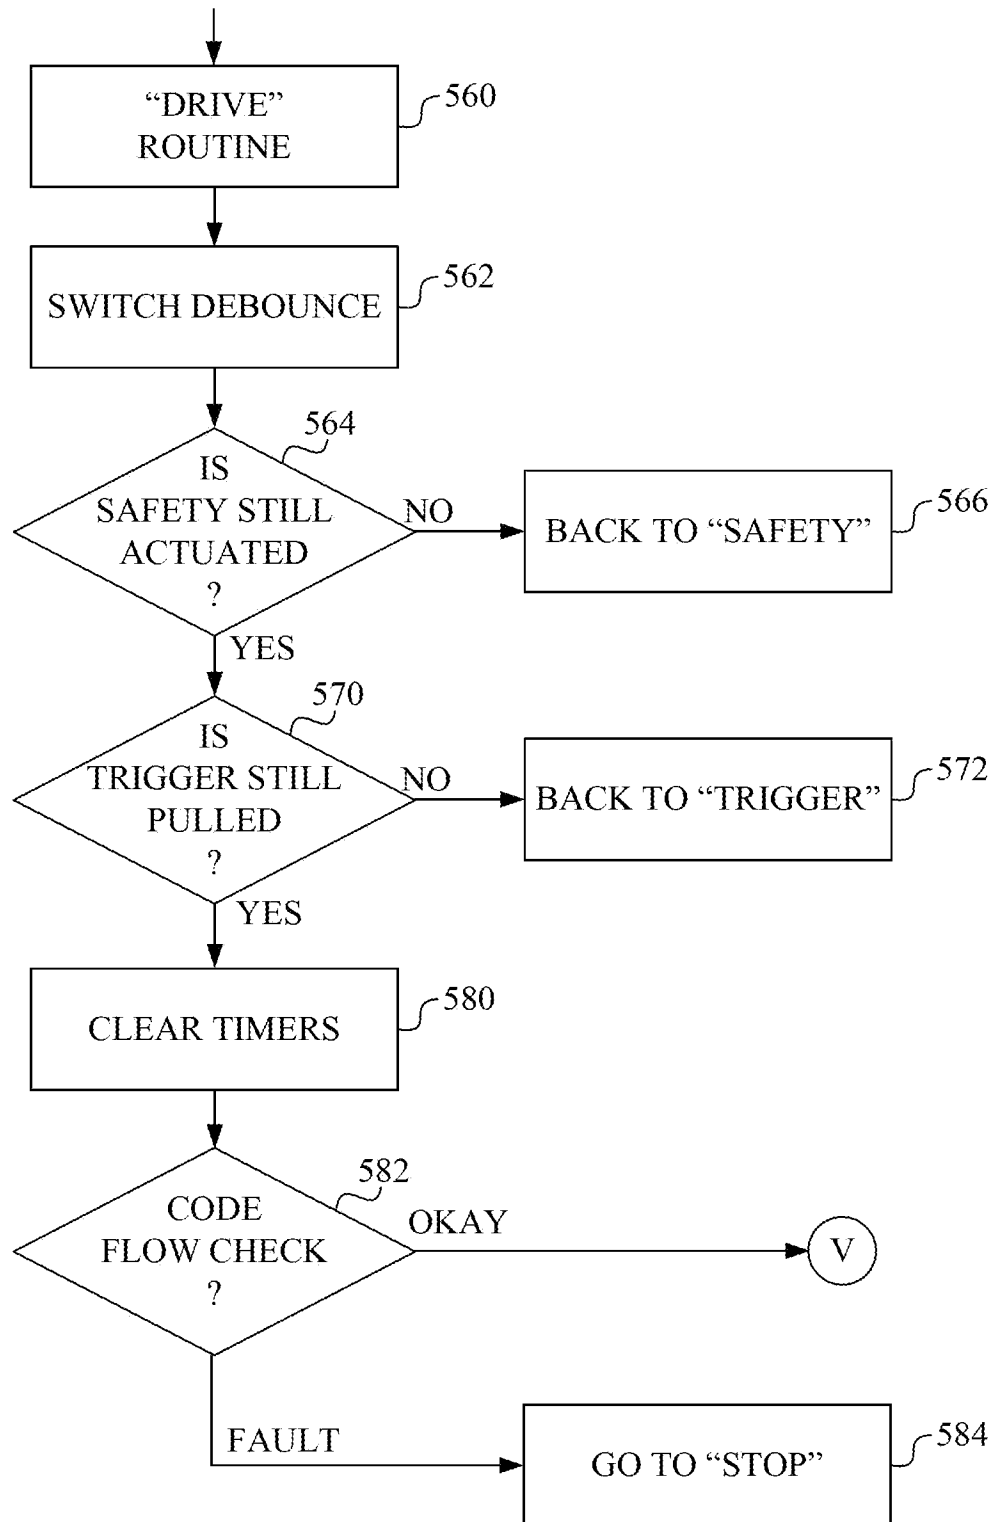 “DRIVE”
ROUTINE
560
SWITCH DEBOUNCE
562
564
IS
SAFETY STILL
ACTUATED
?
NO
BACK TO “SAFETY”
566
YES
570
IS
TRIGGER STILL
PULLED
?
NO
BACK TO “TRIGGER”
572
YES
CLEAR TIMERS
580
582
CODE
FLOW CHECK
?
OKAY
V
FAULT
GO TO “STOP”
584